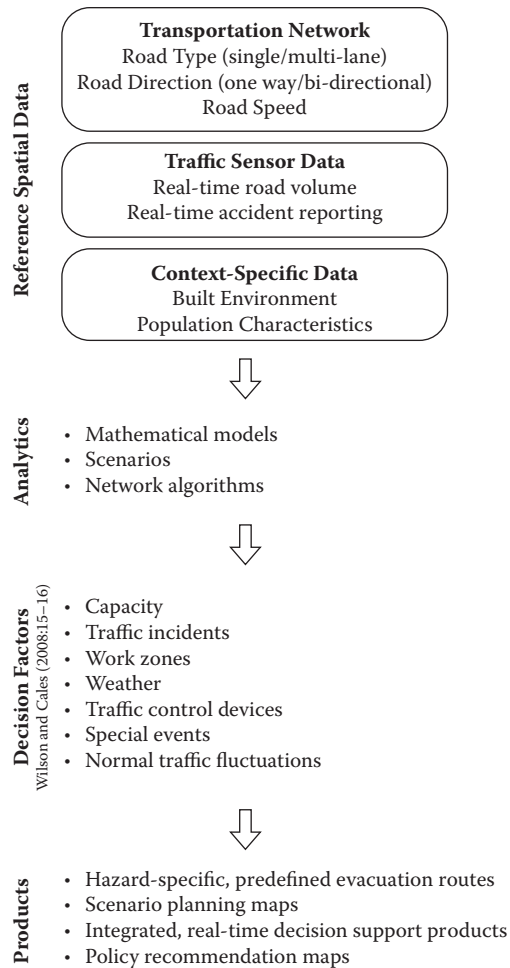 Reference Spatial Data
Transportation Network
Road Type (single/multi-lane)
Road Direction (one way/bi-directional)
Road Speed
Traffic Sensor Data
Real-time road volume
Real-time accident reporting
Context-Specific Data
Built Environment
Population Characteristics
Analytics
• Mathematical models
• Scenarios
• Network algorithms
Decision Factors
Wilson and Cales (2008:15–16)
• Capacity
• Traffic incidents
• Work zones
• Weather
• Traffic control devices
• Special events
• Normal traffic fluctuations
Products
• Hazard-specific, predefined evacuation routes
• Scenario planning maps
• Integrated, real-time decision support products
• Policy recommendation maps